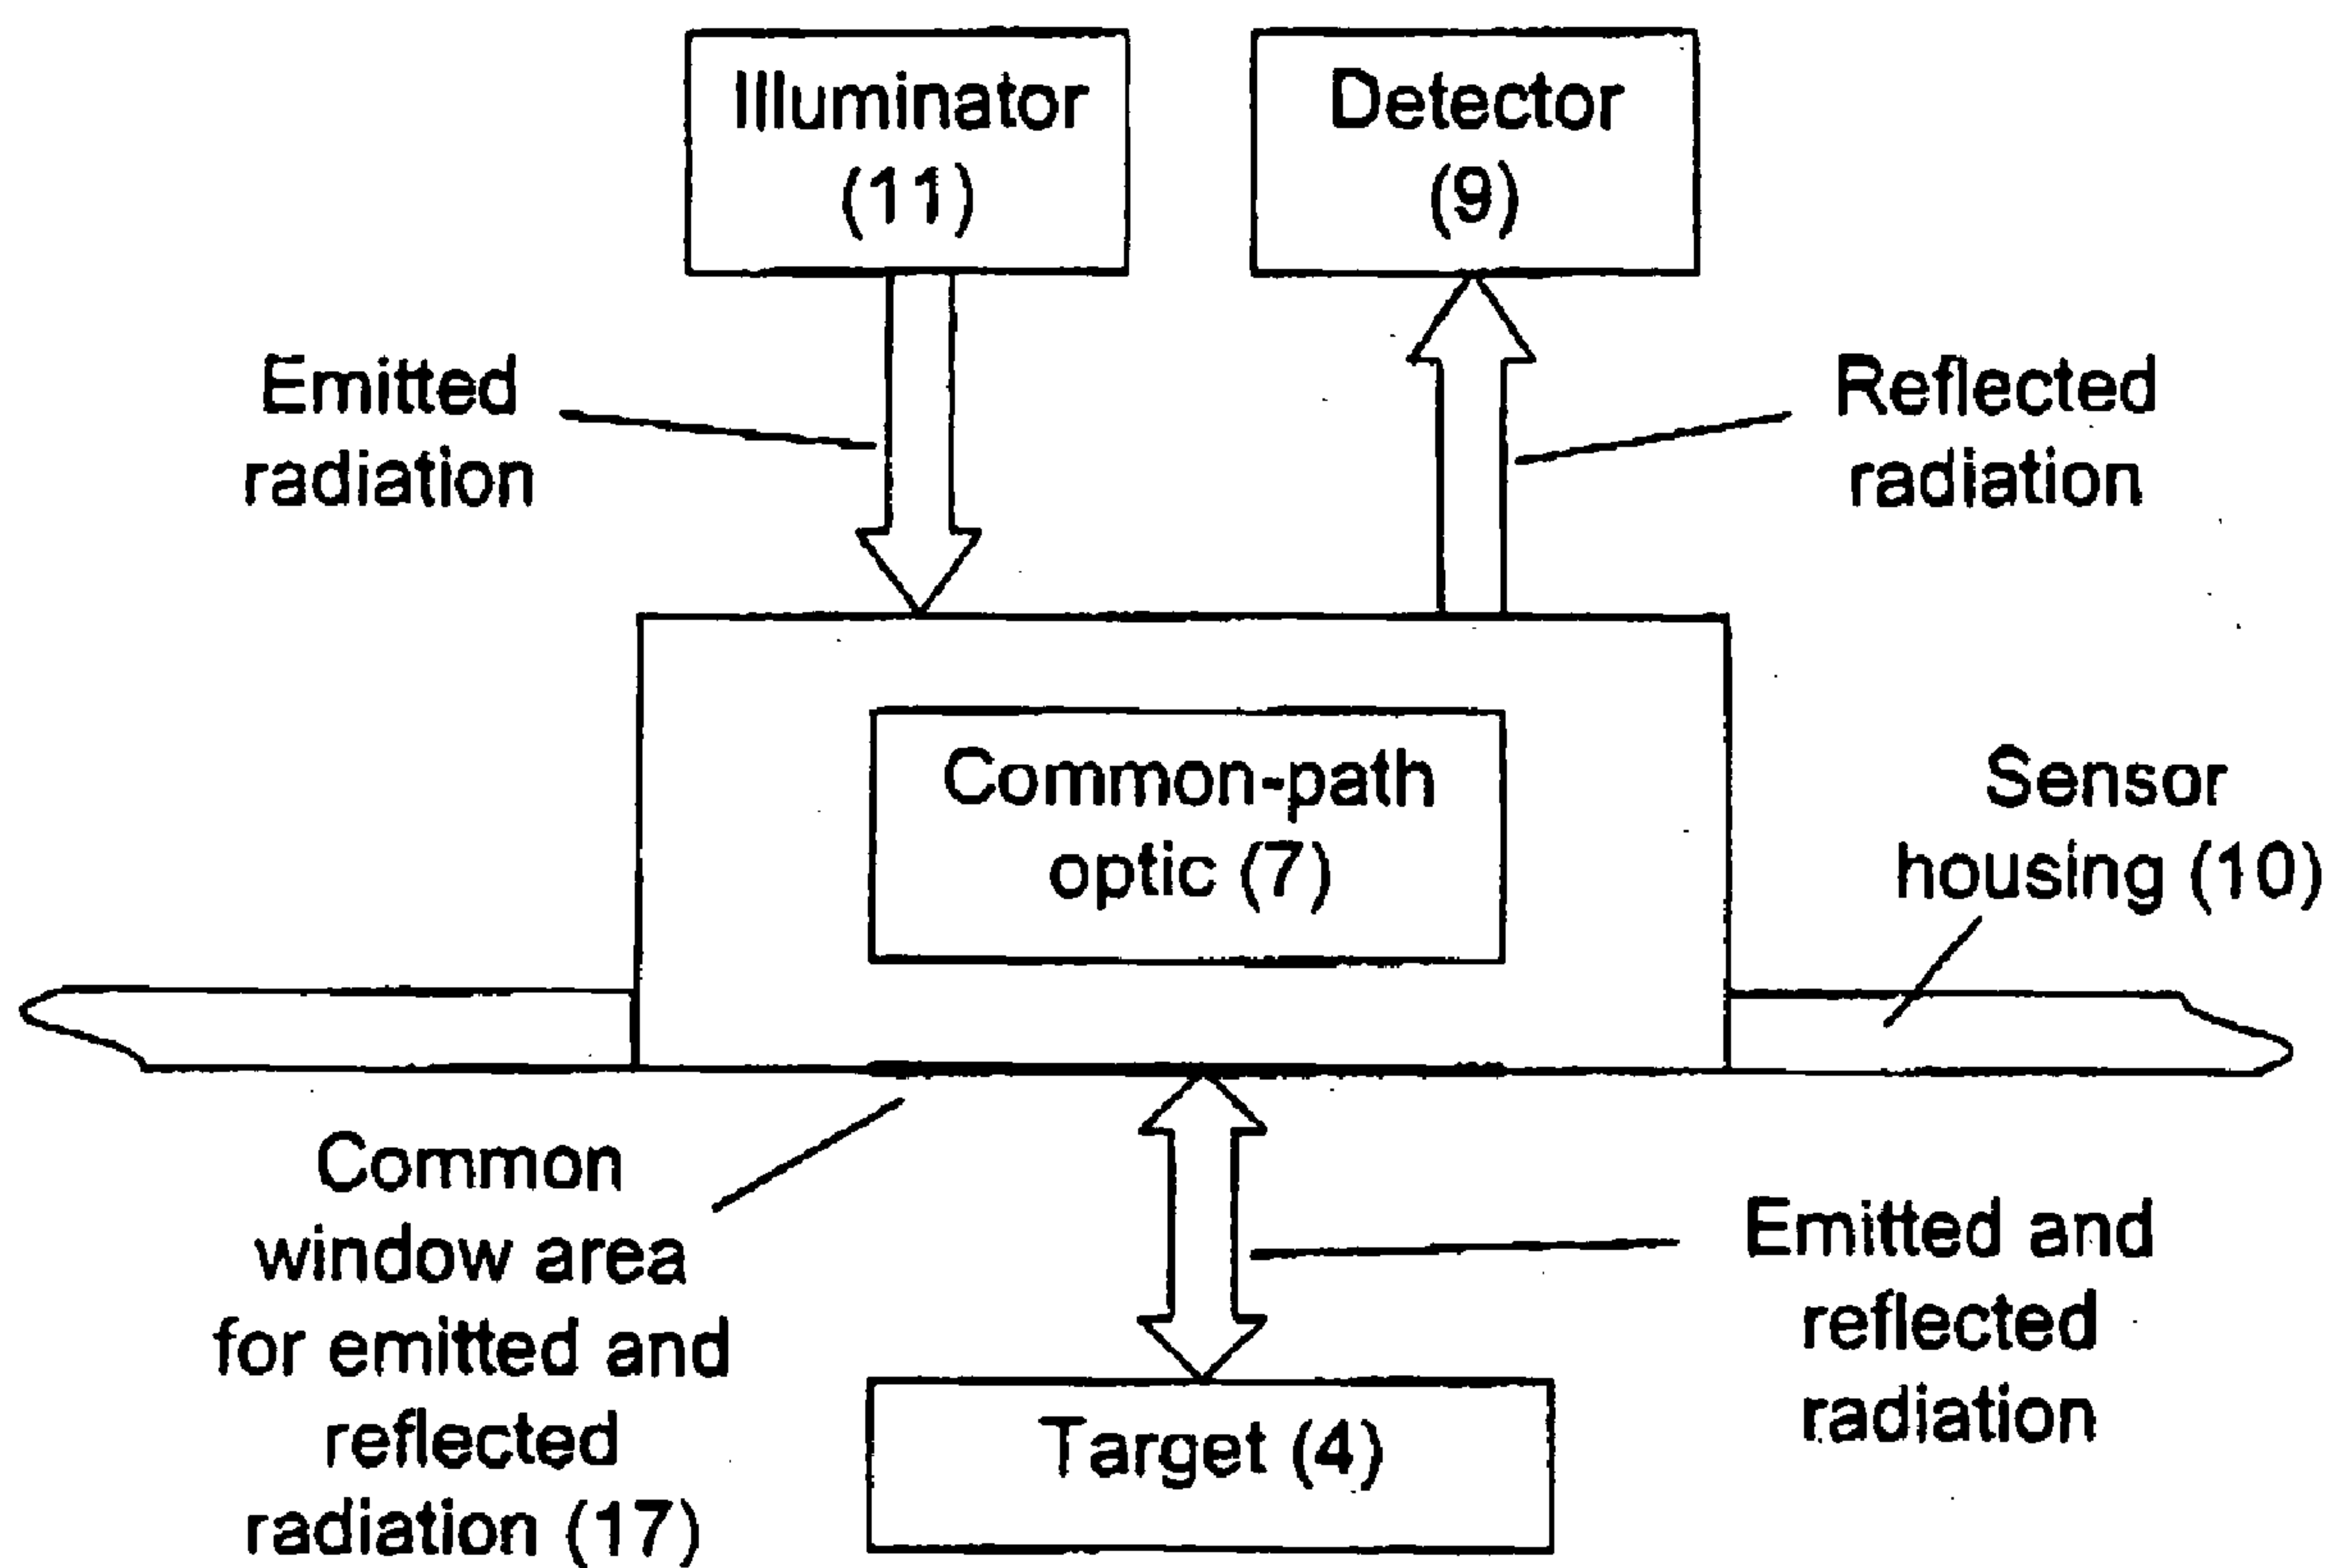 Illuminator
(11)
Detector
(9)
Emitted
radiation
Reflected
radiation
Common-path
optic (7)
Sensor
housing (10)
Common
window area
for emitted and
reflected
radiation (17)
Emitted and
reflected
radiation
Target (4)